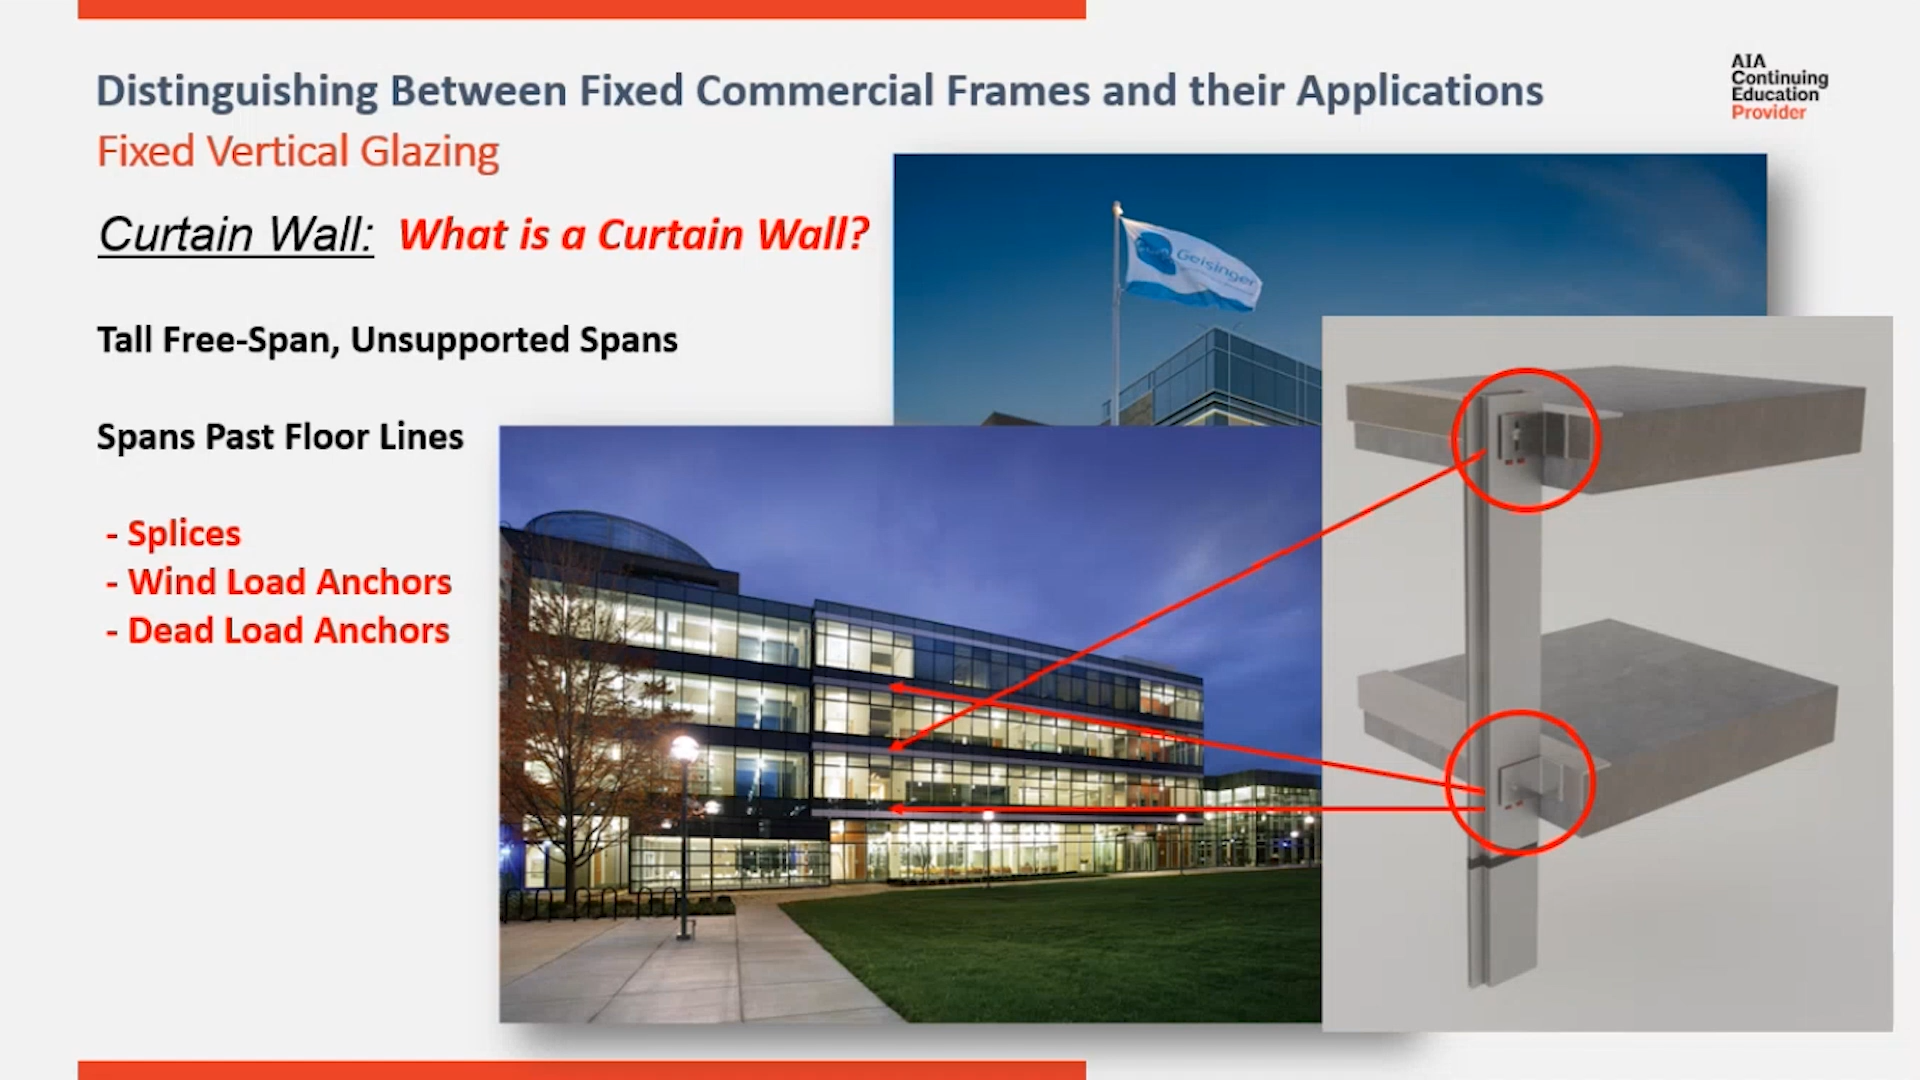 Distinguishing Between Fixed Commercial Frames and their Applications
AIA
Continuing
Education
Provider
Fixed Vertical Glazing
Curtain Wall: What is a Curtain Wall?
Geisinger
Tall Free-Span, Unsupported Spans
Spans Past Floor Lines
- Splices
- Wind Load Anchors
- Dead Load Anchors